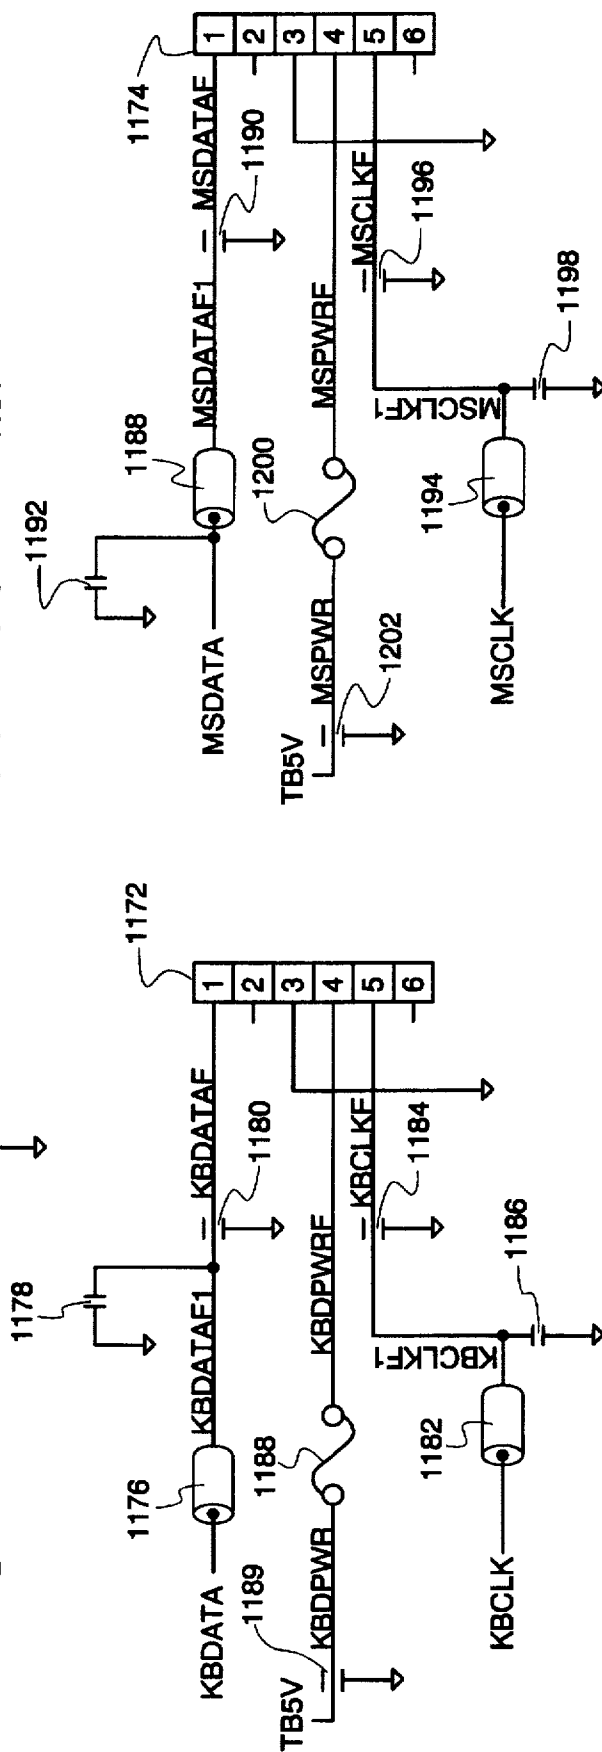 1178
1172
1176
KBDATA
KBDATAF1
KBDATAF
1180
1
2
3
4
5
6
1189
TB5V
KBDPWR
1188
KBDPWRF
KBCLKF
1184
KBCLKF1
KBCLK
1182
1186
1192
1174
1188
MSDATA
MSDATAF1
MSDATAF
1190
1
2
3
4
5
6
TB5V
MSPWR
1202
1200
MSPWRF
MSCLKF
1196
MSCLKF1
MSCLK
1194
1198